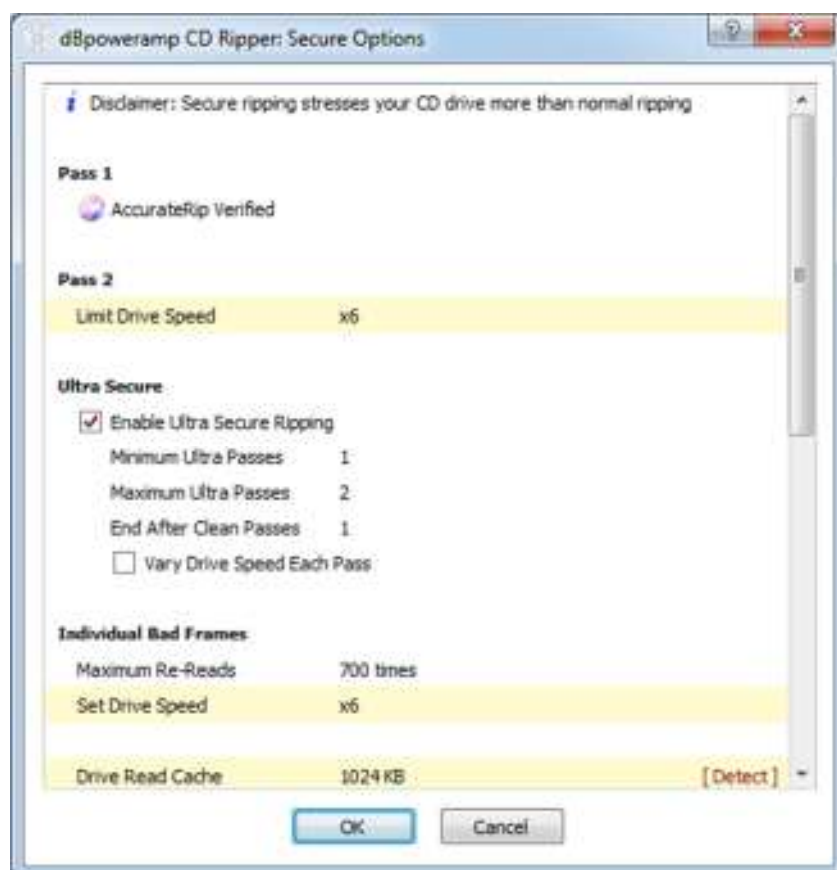 dBpoweramp CD Ripper: Secure Options
i Disclaimer: Secure ripping stresses your CD drive more than normal ripping
Pass 1
AccurateRip Verified
Pass 2
Limit Drive Speed x6
Ultra Secure
Enable Ultra Secure Ripping
Minimum Ultra Passes 1
Maximum Ultra Passes 2
End After Clean Passes 1
Vary Drive Speed Each Pass
Individual Bad Frames
Maximum Re-Reads 700 times
Set Drive Speed x6
Drive Read Cache 1024 KB [ Detect ]
OK Cancel